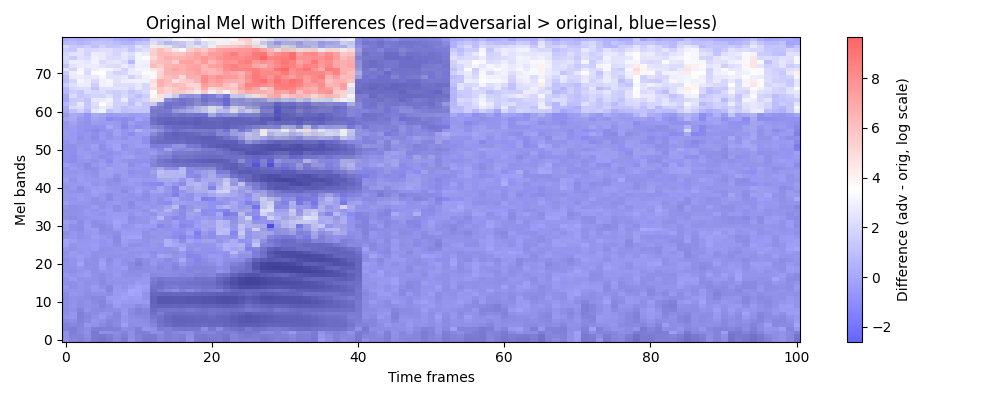 Original Mel with Differences (red=adversarial > original, blue=less)
Mel bands
70
60
50
40
30
20
10
0
0 20 40 60 80 100
Time frames
8
6
4
2
0
−2
Difference (adv - orig, log scale)